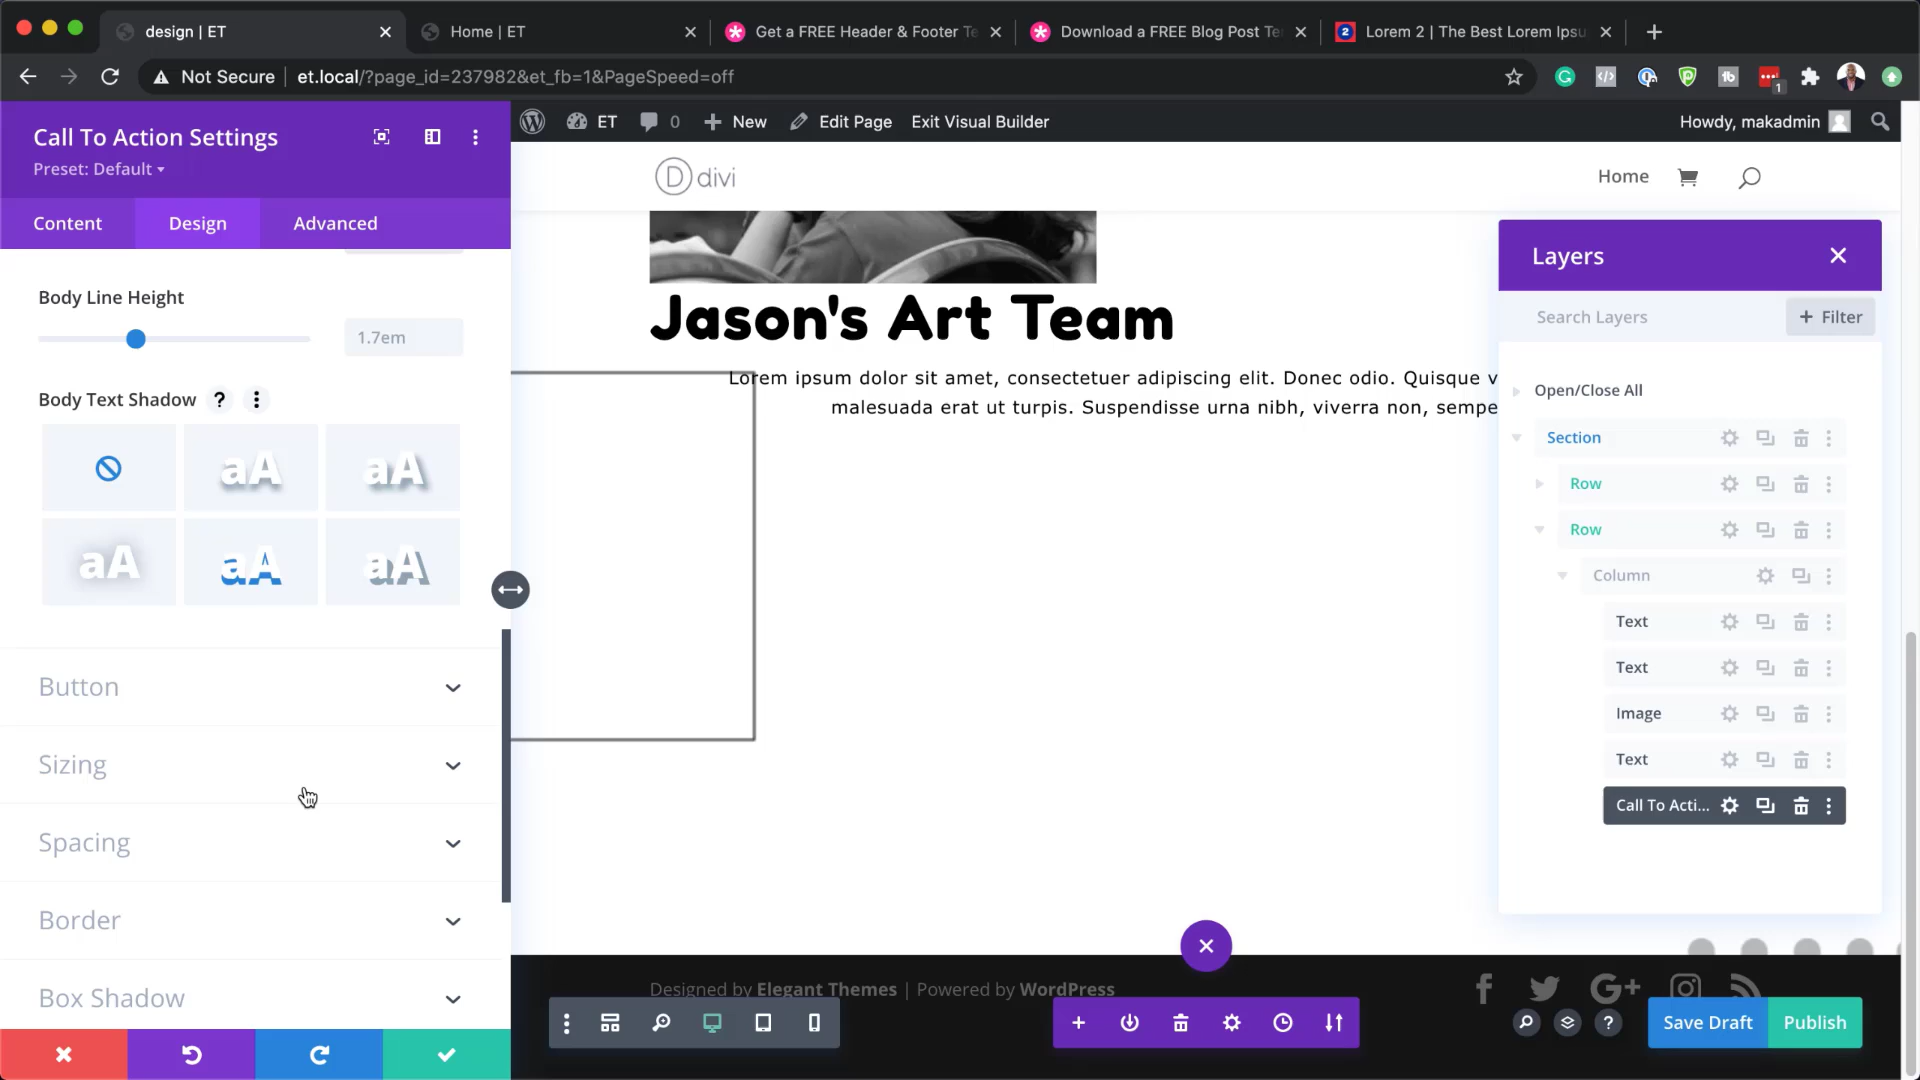 design | ET
Home | ET
Get a FREE Header & Footer Te
Download a FREE Blog Post Te
2
Lorem 2 | The Best Lorem Ipsu
Not Secure
et.local/?page_id=237982&et_fb=1&PageSpeed=off
1
ET
0
New
Edit Page
Exit Visual Builder
Howdy, makadmin
Call To Action Settings
Preset: Default
Content
Design
Advanced
Body Line Height
1.7em
Body Text Shadow
?
aA
aA
aA
aA
aA
Button
Sizing
Spacing
Border
Box Shadow
D divi
Home
Jason's Art Team
Lorem ipsum dolor sit amet, consectetuer adipiscing elit. Donec odio. Quisque v
malesuada erat ut turpis. Suspendisse urna nibh, viverra non, sempe
Layers
Search Layers
+ Filter
Open/Close All
Section
Row
Row
Column
Text
Text
Image
Text
Call To Acti...
Designed by Elegant Themes | Powered by WordPress
?
Save Draft
Publish